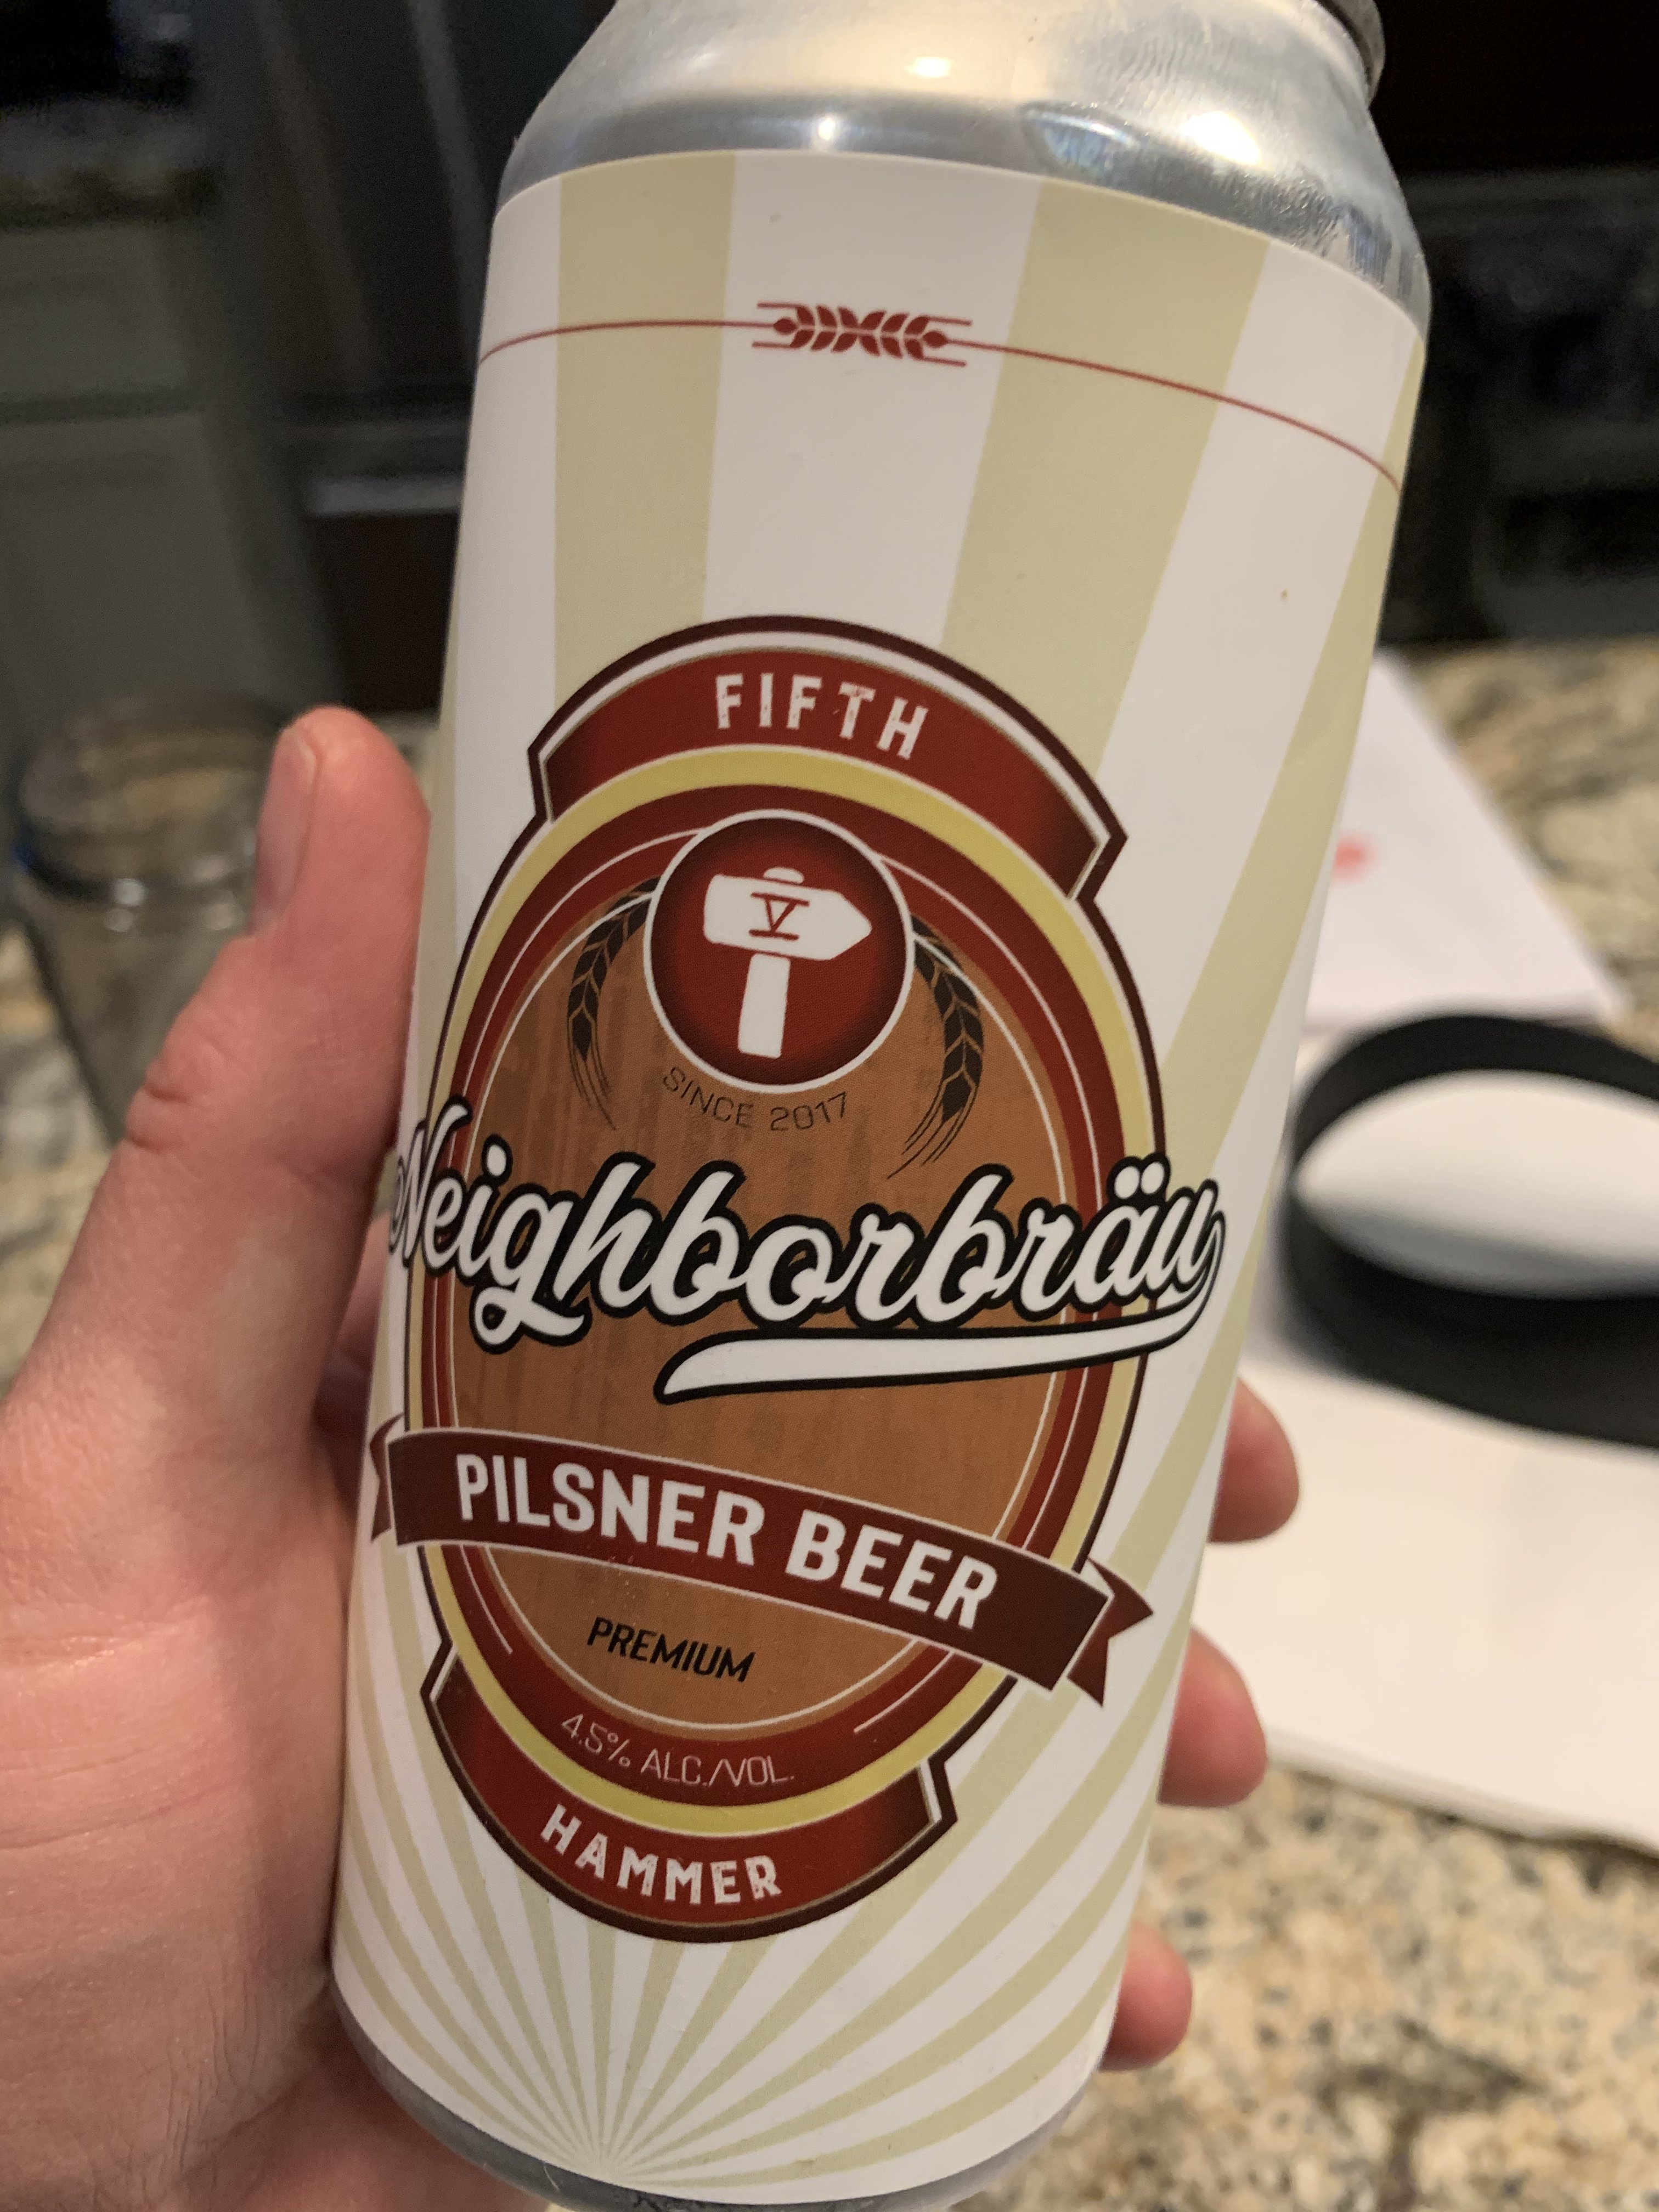 FIFTH
V
SINCE 2017
Neighborbräu
PILSNER BEER
PREMIUM
4.5% ALC./VOL.
HAMMER